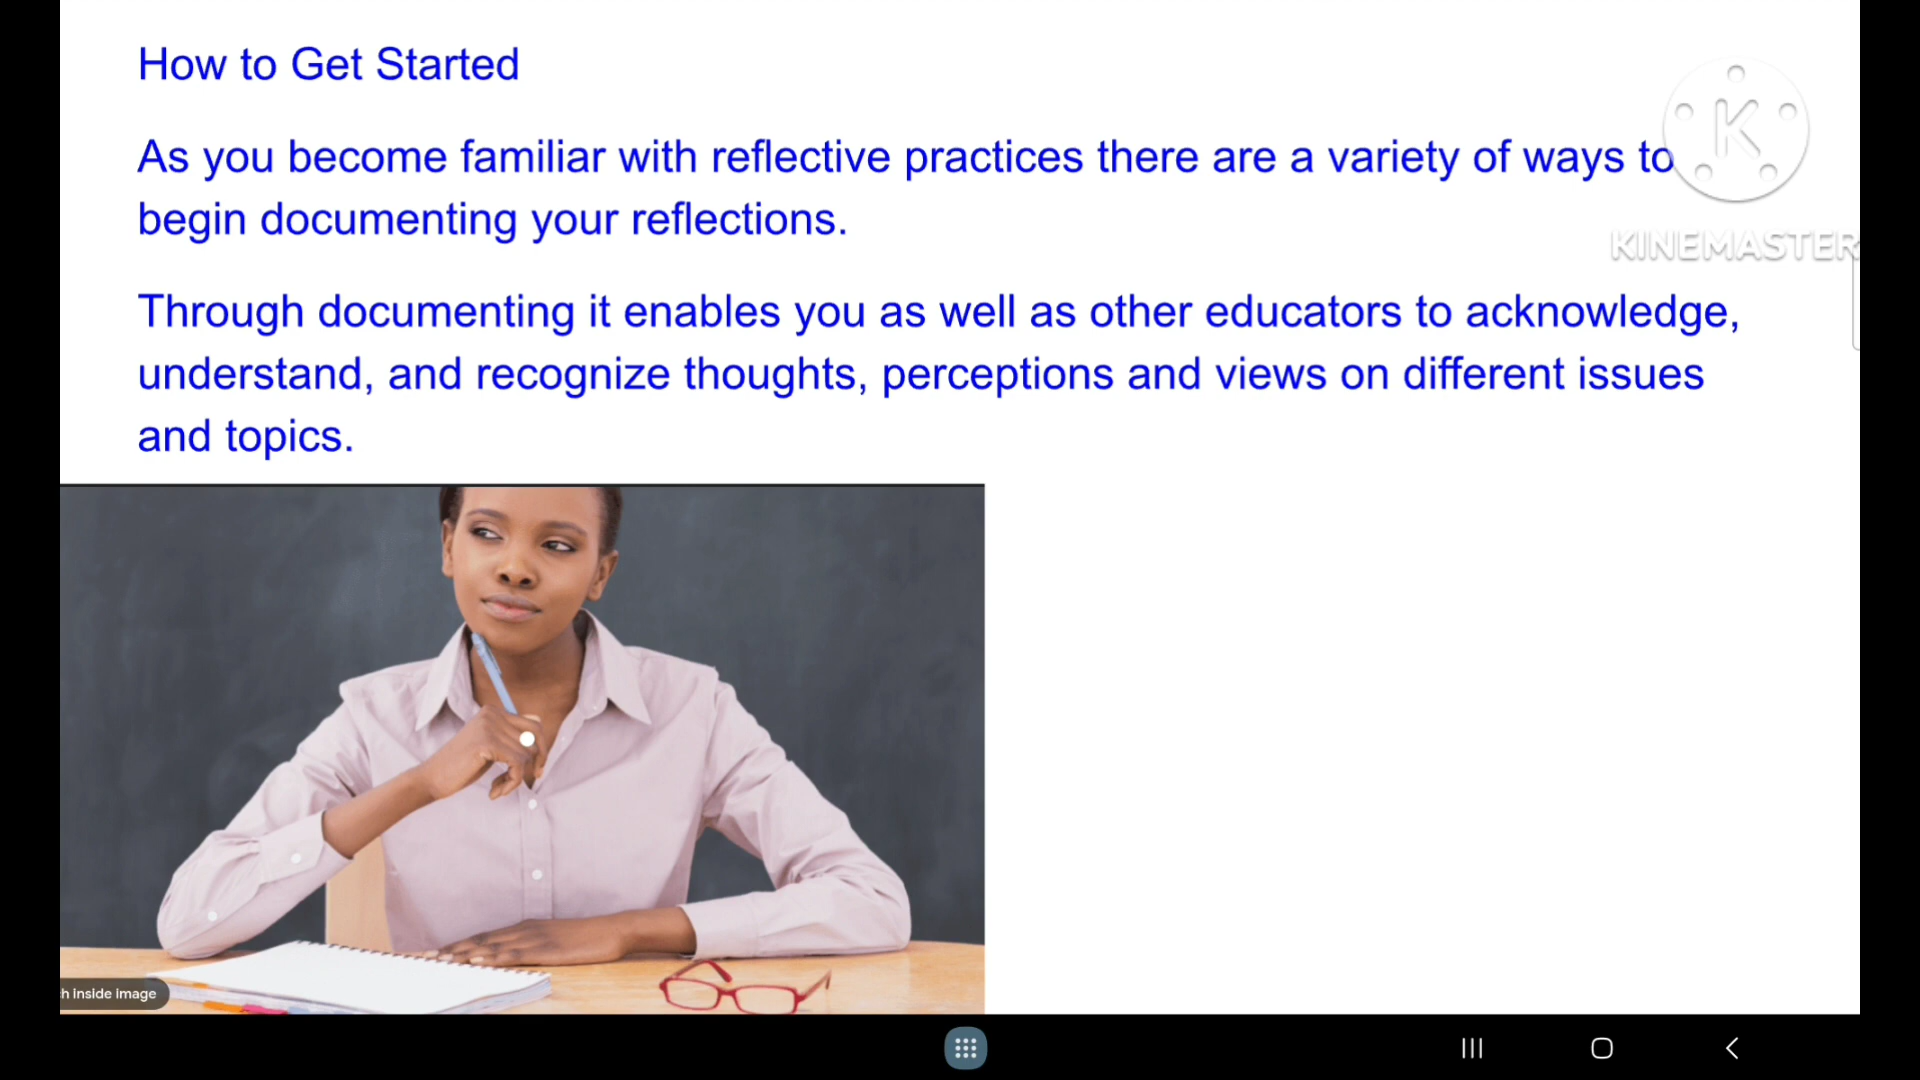 How to Get Started
As you become familiar with reflective practices there are a variety of ways to
begin documenting your reflections.
K
KINEMASTER
Through documenting it enables you as well as other educators to acknowledge,
understand, and recognize thoughts, perceptions and views on different issues
and topics.
h inside image